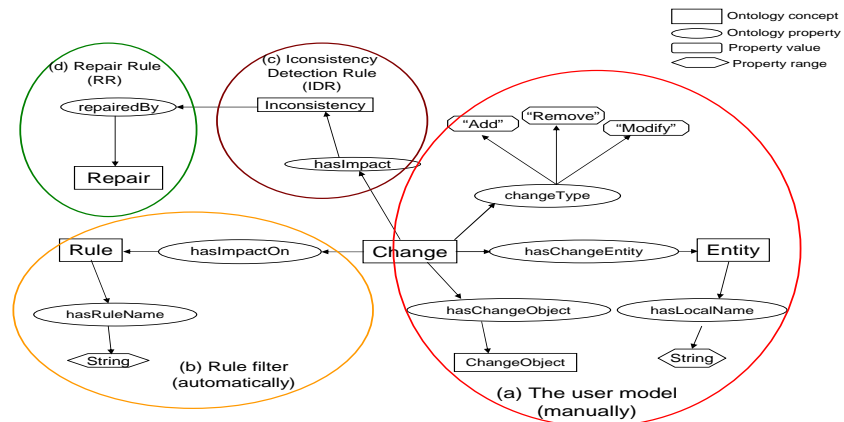 Ontology concept
Ontology property
Property value
Property range
(d) Repair Rule
(RR)
repairedBy
Repair
(c) Iconsistency
Detection Rule
(IDR)
Inconsistency
hasImpact
"Add"
"Remove"
"Modify"
changeType
Rule
hasImpactOn
Change
hasChangeEntity
Entity
hasRuleName
hasChangeObject
hasLocalName
String
ChangeObject
String
(b) Rule filter
(automatically)
(a) The user model
(manually)